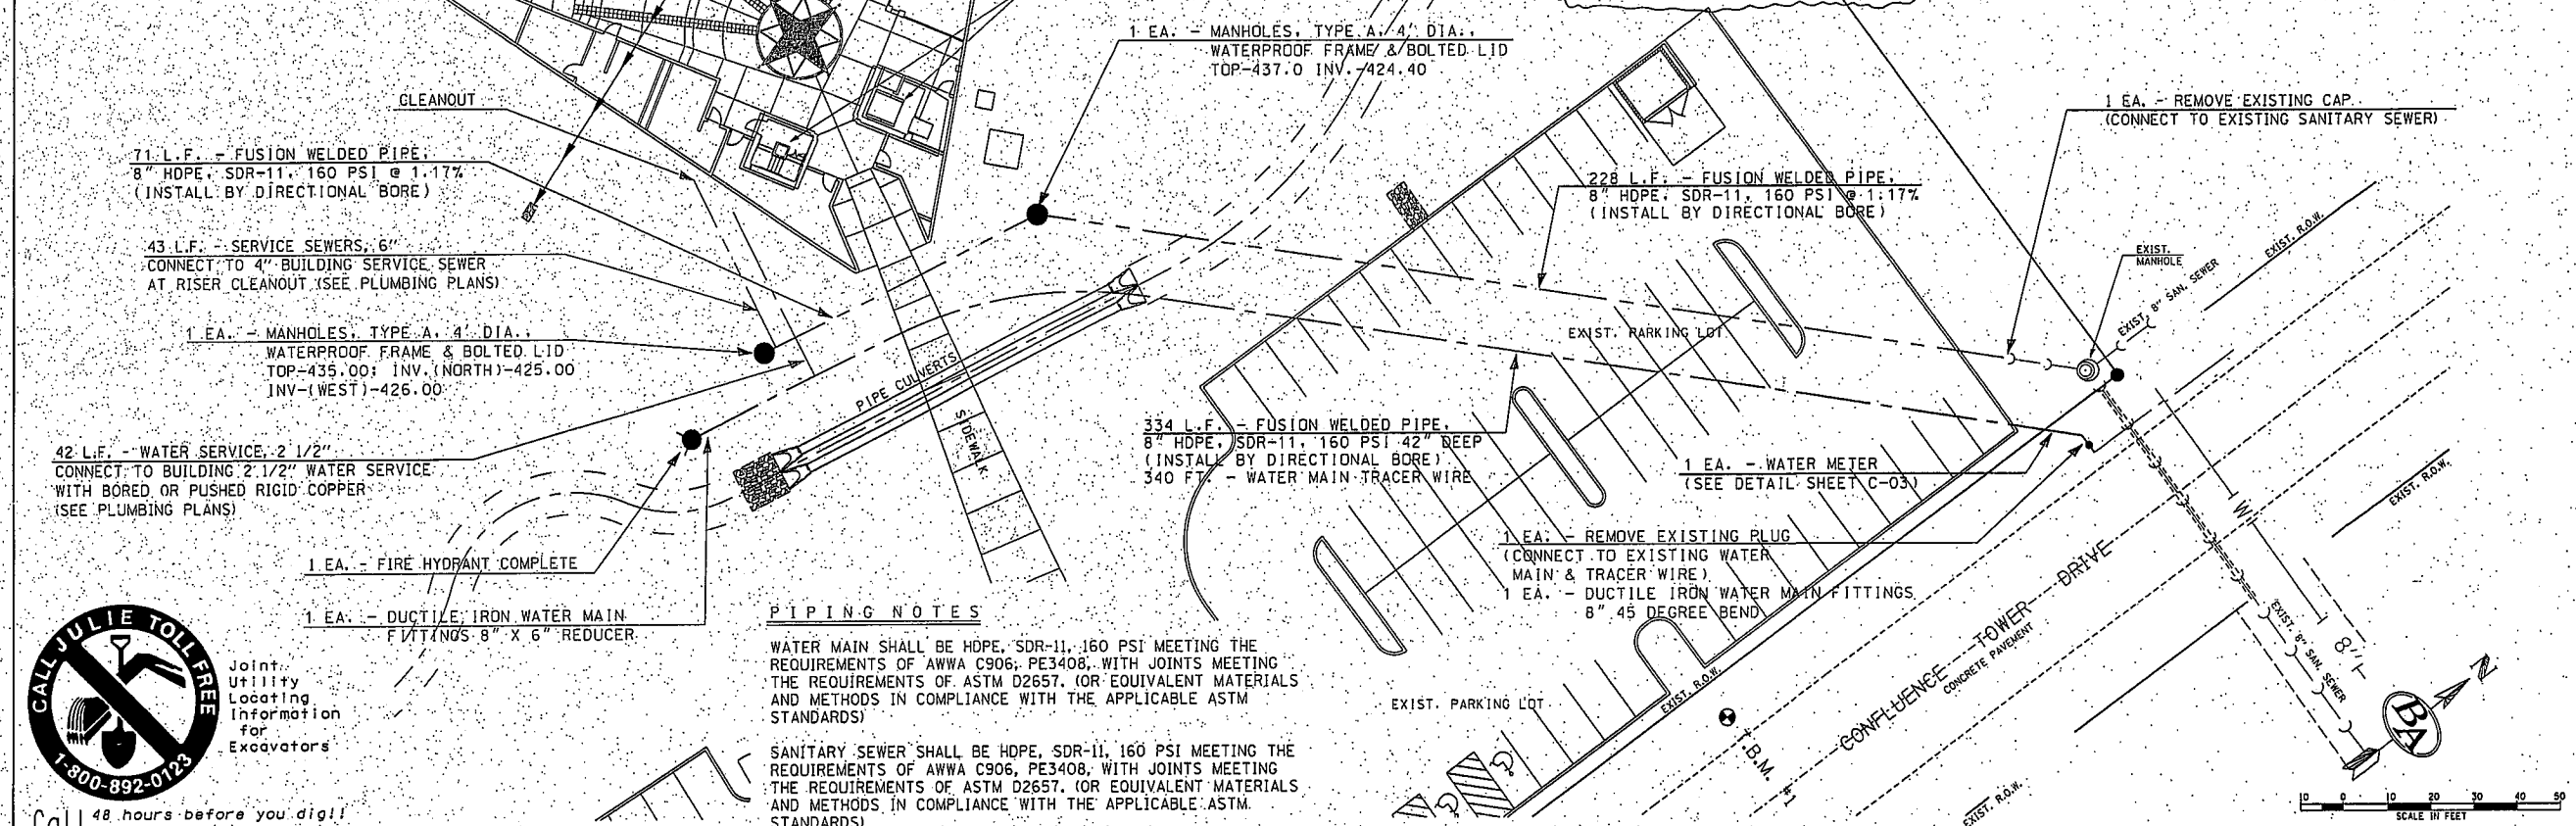 1 EA. - MANHOLES, TYPE A, 4' DIA.,
WATERPROOF FRAME & BOLTED LID
TOP-437.0 INV.-424.40
CLEANOUT
1 EA. - REMOVE EXISTING CAP
(CONNECT TO EXISTING SANITARY SEWER)
71 L.F. - FUSION WELDED PIPE,
8" HDPE, SDR-11, 160 PSI @ 1.17%
(INSTALL BY DIRECTIONAL BORE)
228 L.F. - FUSION WELDED PIPE,
8" HDPE, SDR-11, 160 PSI @ 1.17%
(INSTALL BY DIRECTIONAL BORE)
43 L.F. - SERVICE SEWERS, 6"
CONNECT TO 4" BUILDING SERVICE SEWER
AT RISER CLEANOUT (SEE PLUMBING PLANS)
EXIST.
MANHOLE
EXIST. R.O.W.
EXIST. 8" SAN. SEWER
1 EA. - MANHOLES, TYPE A, 4' DIA.,
WATERPROOF FRAME & BOLTED LID
TOP-435.00; INV.(NORTH)-425.00
INV-(WEST)-426.00
EXIST. PARKING LOT
PIPE CULVERTS
SIDEWALK
42 L.F. - WATER SERVICE, 2 1/2"
CONNECT TO BUILDING 2 1/2" WATER SERVICE
WITH BORED OR PUSHED RIGID COPPER
(SEE PLUMBING PLANS)
334 L.F. - FUSION WELDED PIPE,
8" HDPE, SDR-11, 160 PSI 42" DEEP
(INSTALL BY DIRECTIONAL BORE)
340 FT. - WATER MAIN TRACER WIRE
1 EA. - WATER METER
(SEE DETAIL SHEET C-03)
EXIST. R.O.W.
W
8"
1 EA. - REMOVE EXISTING PLUG
(CONNECT TO EXISTING WATER
MAIN & TRACER WIRE)
1 EA. - DUCTILE IRON WATER MAIN FITTINGS
8" 45 DEGREE BEND
1 EA. - FIRE HYDRANT COMPLETE
1 EA. - DUCTILE IRON WATER MAIN
FITTINGS 8" X 6" REDUCER
CONFLUENCE TOWER DRIVE
CONCRETE PAVEMENT
EXIST. 8" SAN. SEWER
N
BA
PIPING NOTES
WATER MAIN SHALL BE HDPE, SDR-11, 160 PSI MEETING THE
REQUIREMENTS OF AWWA C906, PE3408, WITH JOINTS MEETING
THE REQUIREMENTS OF ASTM D2657. (OR EQUIVALENT MATERIALS
AND METHODS IN COMPLIANCE WITH THE APPLICABLE ASTM
STANDARDS)
SANITARY SEWER SHALL BE HDPE, SDR-11, 160 PSI MEETING THE
REQUIREMENTS OF AWWA C906, PE3408, WITH JOINTS MEETING
THE REQUIREMENTS OF ASTM D2657. (OR EQUIVALENT MATERIALS
AND METHODS IN COMPLIANCE WITH THE APPLICABLE ASTM
STANDARDS)
EXIST. PARKING LOT
EXIST. R.O.W.
B.M.
#1
EXIST. R.O.W.
CALL JULIE TOLL FREE
1-800-892-0123
Joint
Utility
Locating
Information
for
Excavators
Call 48 hours before you dig!!
10 0 10 20 30 40 50
SCALE IN FEET